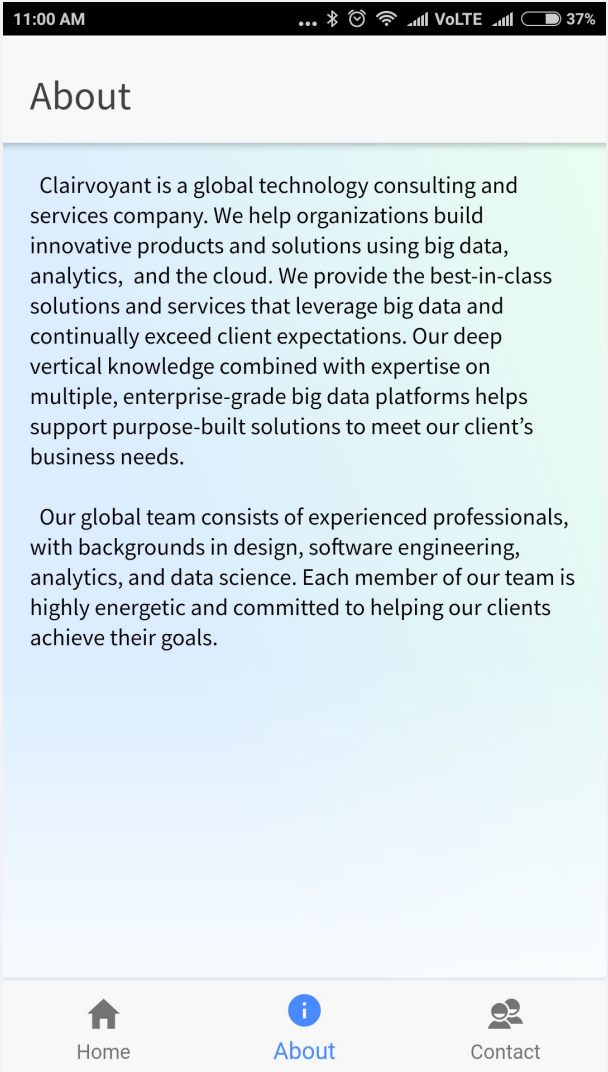 11:00 AM ... VoLTE 37%
About
Clairvoyant is a global technology consulting and
services company. We help organizations build
innovative products and solutions using big data,
analytics,  and the cloud. We provide the best-in-class
solutions and services that leverage big data and
continually exceed client expectations. Our deep
vertical knowledge combined with expertise on
multiple, enterprise-grade big data platforms helps
support purpose-built solutions to meet our client’s
business needs.
Our global team consists of experienced professionals,
with backgrounds in design, software engineering,
analytics, and data science. Each member of our team is
highly energetic and committed to helping our clients
achieve their goals.
Home About Contact